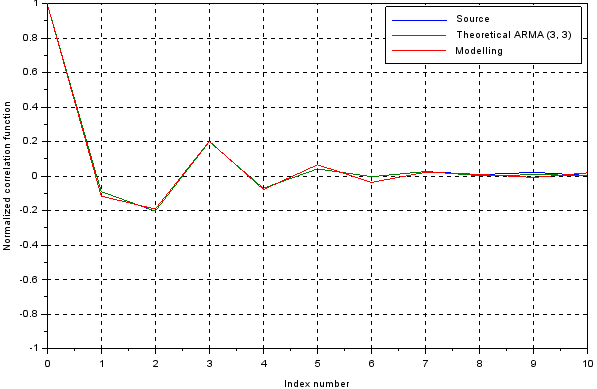 1
0.8
0.6
0.4
0.2
0
-0.2
-0.4
-0.6
-0.8
-1
Normalized correlation function
Source
Theoretical ARMA (3, 3)
Modelling
0 1 2 3 4 5 6 7 8 9 10
Index number